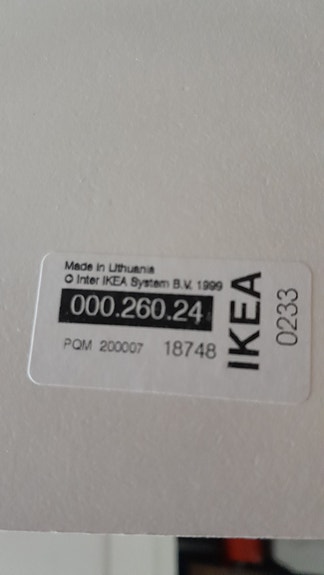 Made in Lithuania
© Inter IKEA System B.V. 1999
000.260.24
PQM 200007 18748
IKEA
0233